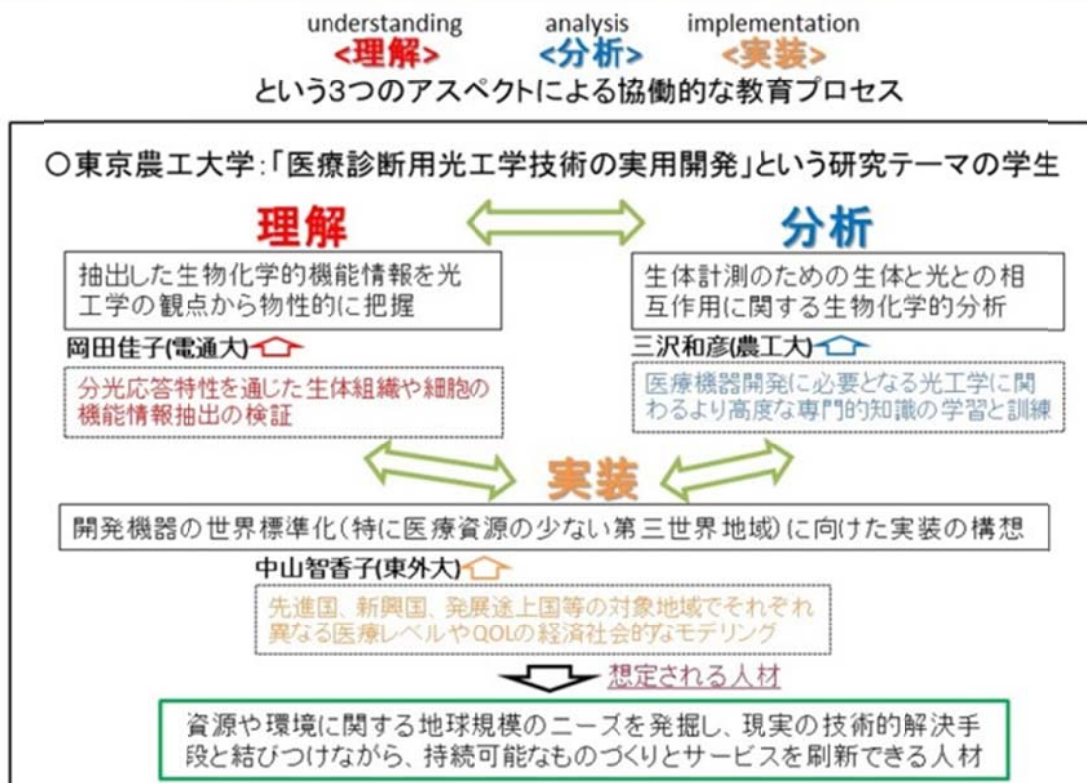 understanding analysis implementation
<理解> <分析> <実装>
という3つのアスペクトによる協働的な教育プロセス
〇東京農工大学:「医療診断用光工学技術の実用開発」という研究テーマの学生
理解
分析
抽出した生物化学的機能情報を光
工学の観点から物性的に把握
生体計測のための生体と光との相
互作用に関する生物化学的分析
岡田佳子(電通大)
三沢和彦(農工大)
分光応答特性を通じた生体組織や細胞の
機能情報抽出の検証
医療機器開発に必要となる光工学に関
わるより高度な専門的知識の学習と訓練
実装
開発機器の世界標準化(特に医療資源の少ない第三世界地域)に向けた実装の構想
中山智香子(東外大)
先進国、新興国、発展途上国等の対象地域でそれぞれ
異なる医療レベルやQOLの経済社会的なモデリング
想定される人材
資源や環境に関する地球規模のニーズを発掘し、現実の技術的解決手
段と結びつけながら、持続可能なものづくりとサービスを刷新できる人材